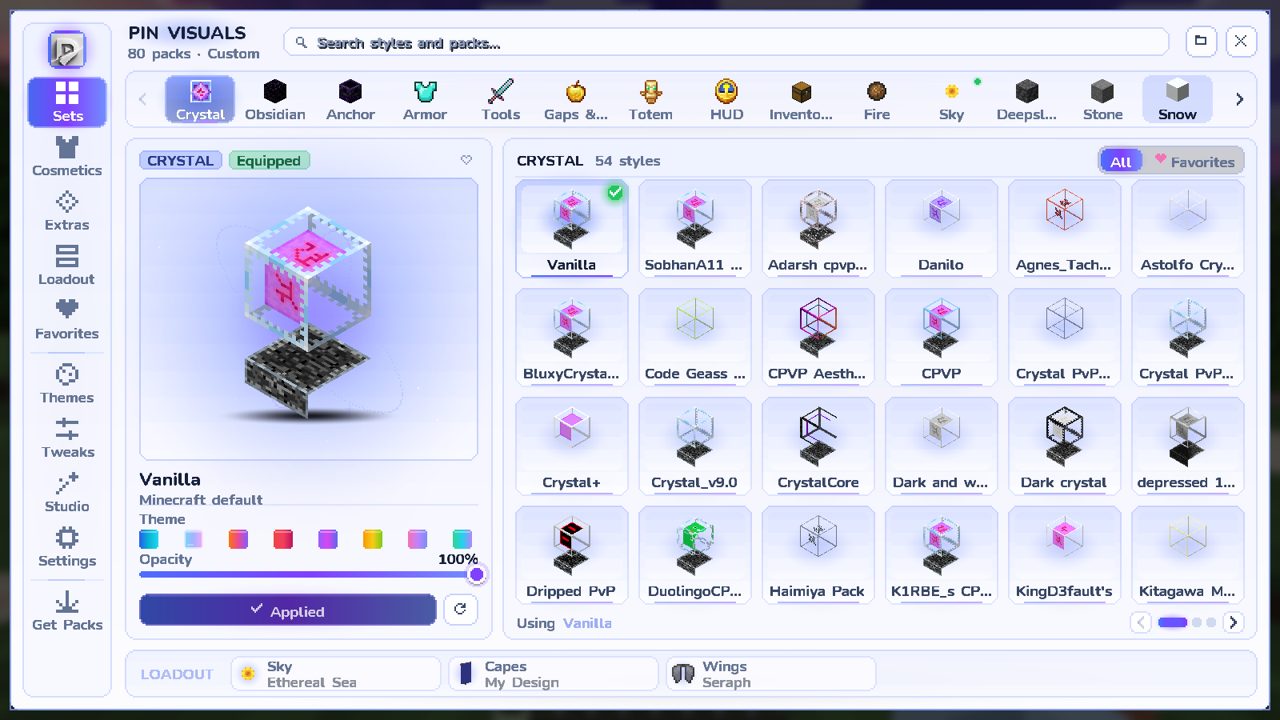 PIN VISUALS
80 packs · Custom
Search styles and packs...
Sets
Cosmetics
Extras
Loadout
Favorites
Themes
Tweaks
Studio
Settings
Get Packs
Crystal
Obsidian
Anchor
Armor
Tools
Gaps &...
Totem
HUD
Invento...
Fire
Sky
Deepsl...
Stone
Snow
CRYSTAL
Equipped
Vanilla
Minecraft default
Theme
Opacity
100%
Applied
CRYSTAL 54 styles
All
Favorites
Vanilla
SobhanA11 ...
Adarsh cpvp...
Danilo
Agnes_Tach...
Astolfo Cry...
BluxyCrysta...
Code Geass ...
CPVP Aesth...
CPVP
Crystal PvP...
Crystal PvP...
Crystal+
Crystal_v9.0
CrystalCore
Dark and w...
Dark crystal
depressed 1...
Dripped PvP
DuolingoCP...
Haimiya Pack
K1RBE_s CP...
KingD3fault's
Kitagawa M...
Using Vanilla
LOADOUT
Sky
Ethereal Sea
Capes
My Design
Wings
Seraph